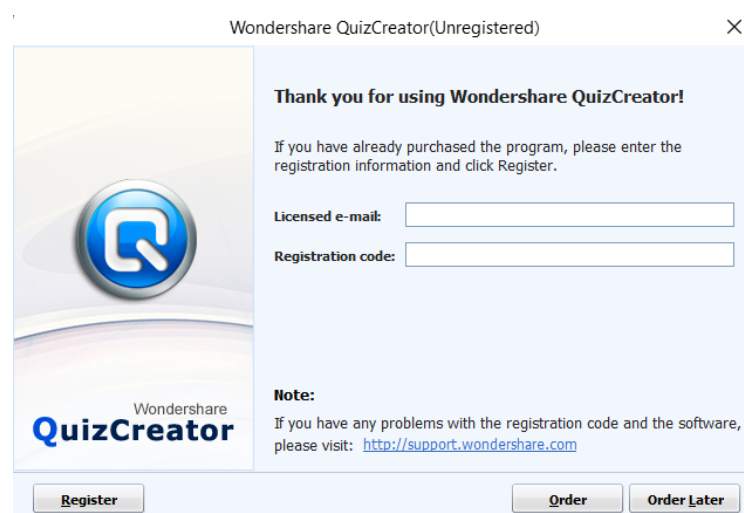 Wondershare QuizCreator(Unregistered)
Thank you for using Wondershare QuizCreator!
If you have already purchased the program, please enter the
registration information and click Register.
Licensed e-mail:
Registration code:
Note:
If you have any problems with the registration code and the software,
please visit: http://support.wondershare.com
Wondershare
QuizCreator
Register
Order
Order Later